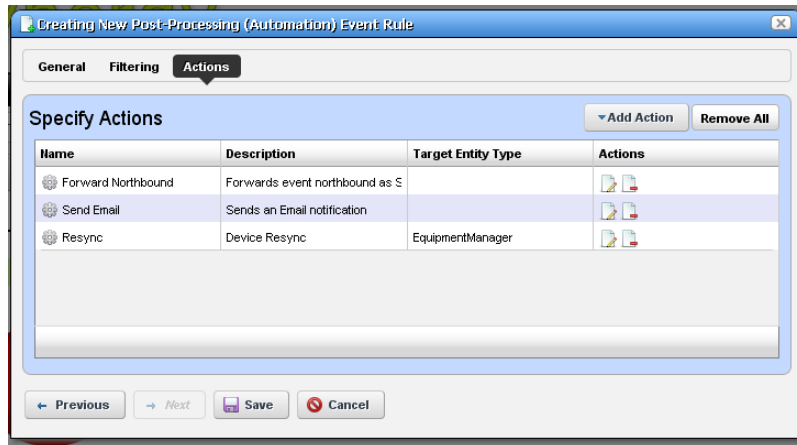 Creating New Post-Processing (Automation) Event Rule
General Filtering Actions
Specify Actions Add Action Remove All
Name Description Target Entity Type Actions
Forward Northbound Forwards event northbound as S
Send Email Sends an Email notification
Resync Device Resync EquipmentManager
Previous Next Save Cancel